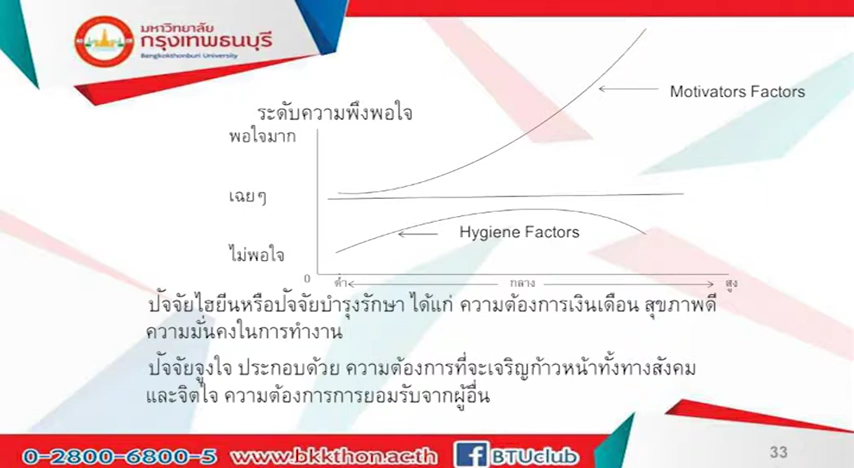 มหาวิทยาลัย
กรุงเทพธนบุรี
Bangkokthonburi University
Motivators Factors
ระดับความพึงพอใจ
พอใจมาก
เฉยๆ
Hygiene Factors
ไม่พอใจ
0
ต่ำ กลาง สูง
ปัจจัยไฮยีนหรือปัจจัยบำรุงรักษา ได้แก่ ความต้องการเงินเดือน สุขภาพดี
ความมั่นคงในการทำงาน
ปัจจัยจูงใจ ประกอบด้วย ความต้องการที่จะเจริญก้าวหน้าทั้งทางสังคม
และจิตใจ ความต้องการการยอมรับจากผู้อื่น
0-2800-6800-5 www.bkkthon.ac.th f BTUclub
33